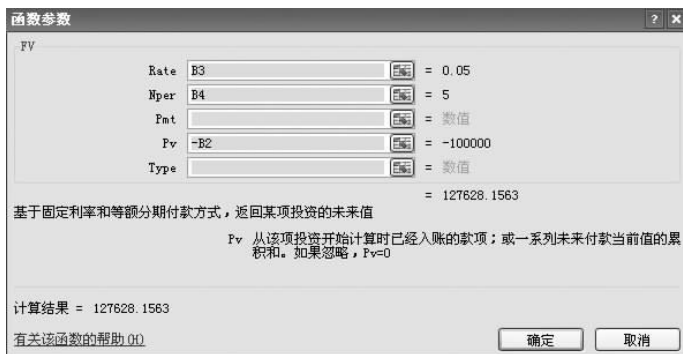 函数参数
FV
Rate B3 = 0.05
Nper B4 = 5
Pmt = 数值
Pv -B2 = -100000
Type = 数值
= 127628.1563
基于固定利率和等额分期付款方式，返回某项投资的未来值
Pv 从该项投资开始计算时已经入账的款项；或一系列未来付款当前值的累
积和。如果忽略，Pv=0
计算结果 = 127628.1563
有关该函数的帮助(H)
确定 取消